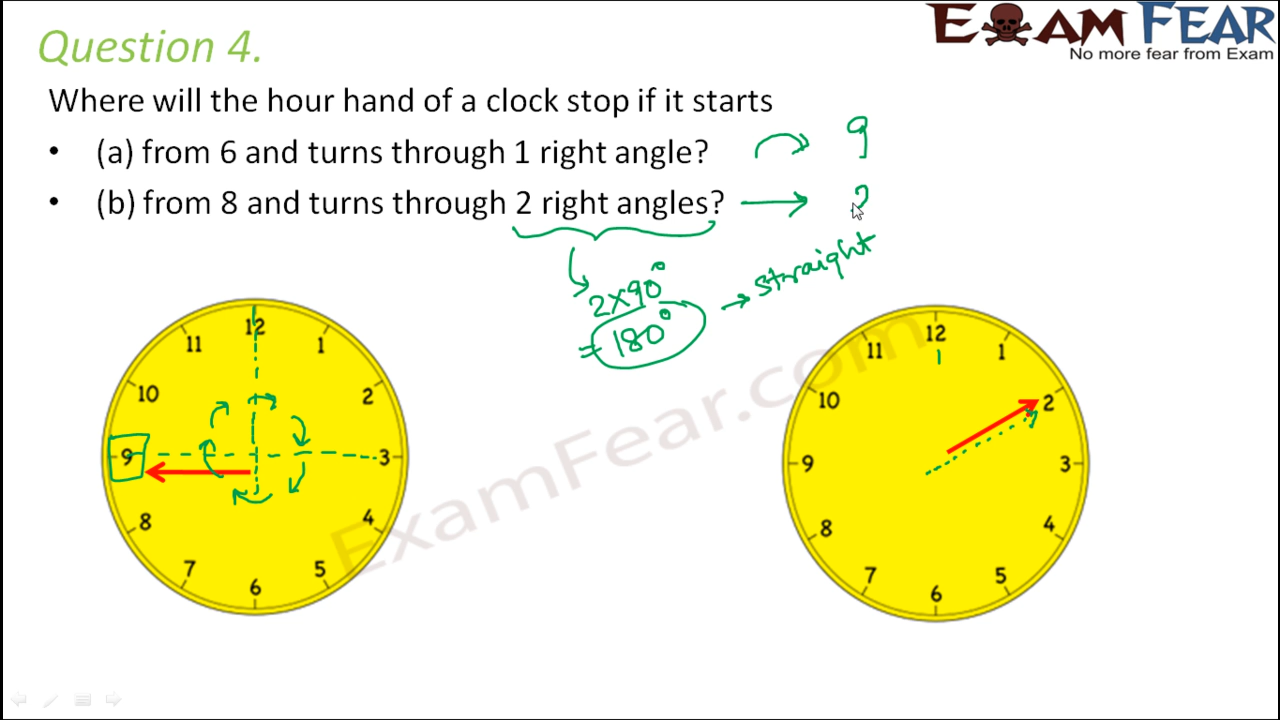 Question 4.
EXAM FEAR
No more fear from Exam
Where will the hour hand of a clock stop if it starts
• (a) from 6 and turns through 1 right angle? 9
• (b) from 8 and turns through 2 right angles? → 2
2×90°
= 180°
→ straight
12
11 1
10 2
9 3
8 4
7 5
6
12
11 1
10 2
9 3
8 4
7 5
6
ExamFear.com